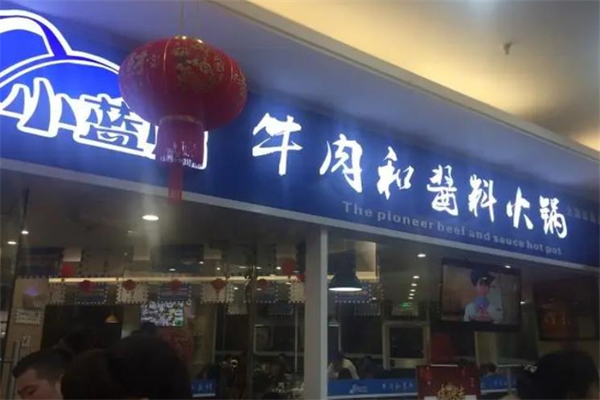 小蓝
牛肉和酱料火锅
The pioneer beef and sauce hot pot